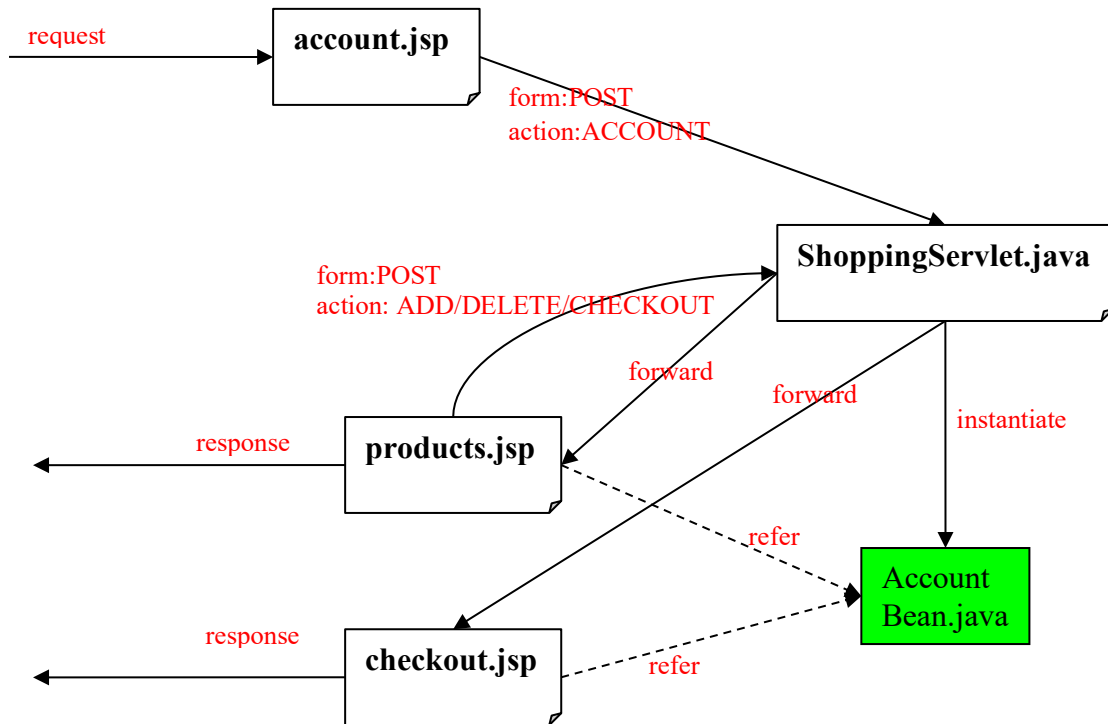 request
account.jsp
form:POST
action:ACCOUNT
ShoppingServlet.java
form:POST
action: ADD/DELETE/CHECKOUT
forward
forward
instantiate
response
products.jsp
refer
Account
Bean.java
response
checkout.jsp
refer